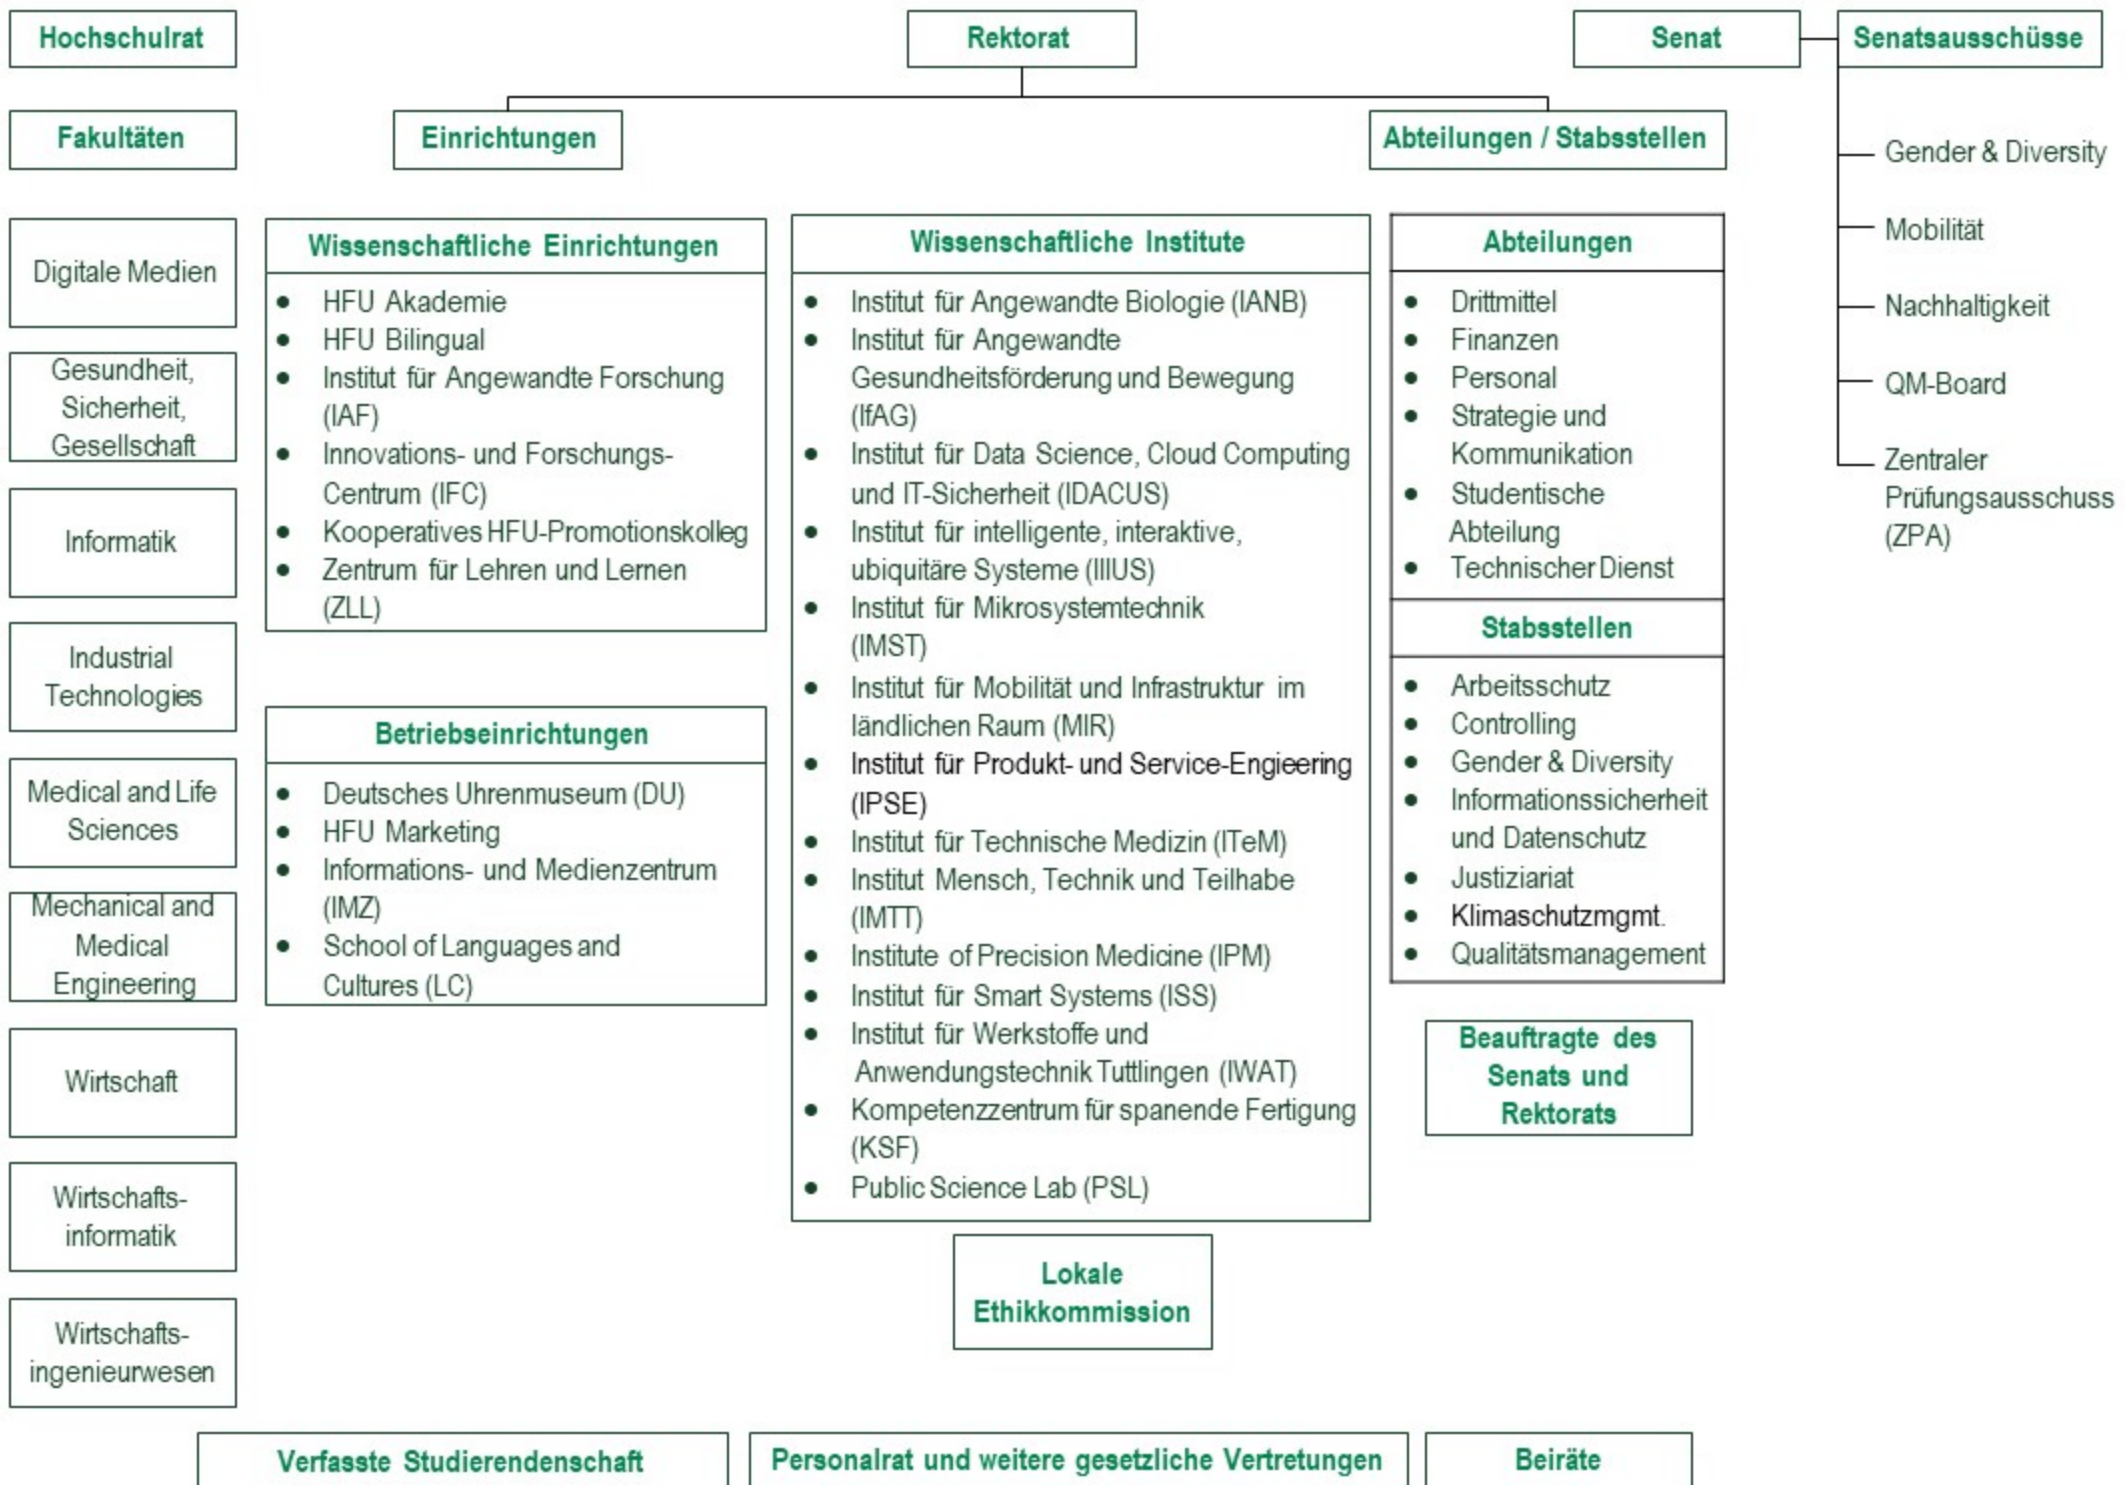 Hochschulrat
Rektorat
Senat
Senatsausschüsse
Fakultäten
Einrichtungen
Abteilungen / Stabsstellen
Gender & Diversity
Mobilität
Nachhaltigkeit
QM-Board
Zentraler
Prüfungsausschuss
(ZPA)
Digitale Medien
Gesundheit,
Sicherheit,
Gesellschaft
Informatik
Industrial
Technologies
Medical and Life
Sciences
Mechanical and
Medical
Engineering
Wirtschaft
Wirtschafts-
informatik
Wirtschafts-
ingenieurwesen
Wissenschaftliche Einrichtungen
• HFU Akademie
• HFU Bilingual
• Institut für Angewandte Forschung
(IAF)
• Innovations- und Forschungs-
Centrum (IFC)
• Kooperatives HFU-Promotionskolleg
• Zentrum für Lehren und Lernen
(ZLL)
Betriebseinrichtungen
• Deutsches Uhrenmuseum (DU)
• HFU Marketing
• Informations- und Medienzentrum
(IMZ)
• School of Languages and
Cultures (LC)
Wissenschaftliche Institute
• Institut für Angewandte Biologie (IANB)
• Institut für Angewandte
Gesundheitsförderung und Bewegung
(IfAG)
• Institut für Data Science, Cloud Computing
und IT-Sicherheit (IDACUS)
• Institut für intelligente, interaktive,
ubiquitäre Systeme (IIIUS)
• Institut für Mikrosystemtechnik
(IMST)
• Institut für Mobilität und Infrastruktur im
ländlichen Raum (MIR)
• Institut für Produkt- und Service-Engieering
(IPSE)
• Institut für Technische Medizin (ITeM)
• Institut Mensch, Technik und Teilhabe
(IMTT)
• Institute of Precision Medicine (IPM)
• Institut für Smart Systems (ISS)
• Institut für Werkstoffe und
Anwendungstechnik Tuttlingen (IWAT)
• Kompetenzzentrum für spanende Fertigung
(KSF)
• Public Science Lab (PSL)
Lokale
Ethikkommission
Abteilungen
• Drittmittel
• Finanzen
• Personal
• Strategie und
Kommunikation
• Studentische
Abteilung
• Technischer Dienst
Stabsstellen
• Arbeitsschutz
• Controlling
• Gender & Diversity
• Informationssicherheit
und Datenschutz
• Justiziariat
• Klimaschutzmgmt.
• Qualitätsmanagement
Beauftragte des
Senats und
Rektorats
Verfasste Studierendenschaft
Personalrat und weitere gesetzliche Vertretungen
Beiräte